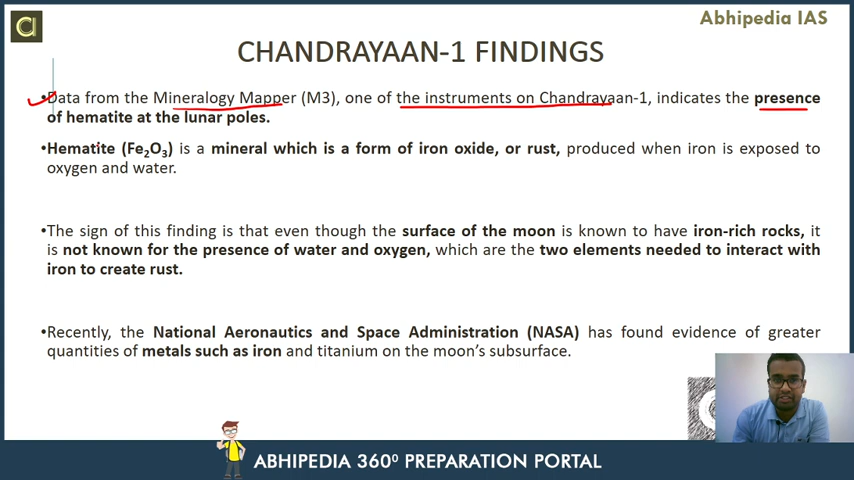 Abhipedia IAS
CHANDRAYAAN-1 FINDINGS
•Data from the Mineralogy Mapper (M3), one of the instruments on Chandrayaan-1, indicates the presence
of hematite at the lunar poles.
•Hematite (Fe₂O₃) is a mineral which is a form of iron oxide, or rust, produced when iron is exposed to
oxygen and water.
•The sign of this finding is that even though the surface of the moon is known to have iron-rich rocks, it
is not known for the presence of water and oxygen, which are the two elements needed to interact with
iron to create rust.
•Recently, the National Aeronautics and Space Administration (NASA) has found evidence of greater
quantities of metals such as iron and titanium on the moon's subsurface.
ABHIPEDIA 360⁰ PREPARATION PORTAL